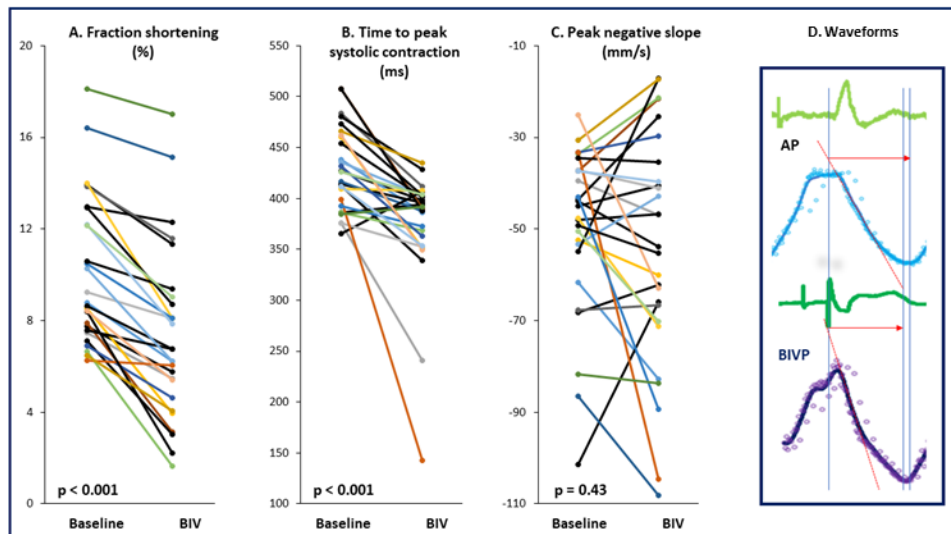 A. Fraction shortening
(%)
20
16
12
8
4
0
p < 0.001
Baseline
BIV
B. Time to peak
systolic contraction
(ms)
550
500
450
400
350
300
250
200
150
100
p < 0.001
Baseline
BIV
C. Peak negative slope
(mm/s)
-10
-30
-50
-70
-90
-110
p = 0.43
Baseline
BIV
D. Waveforms
AP
BIVP